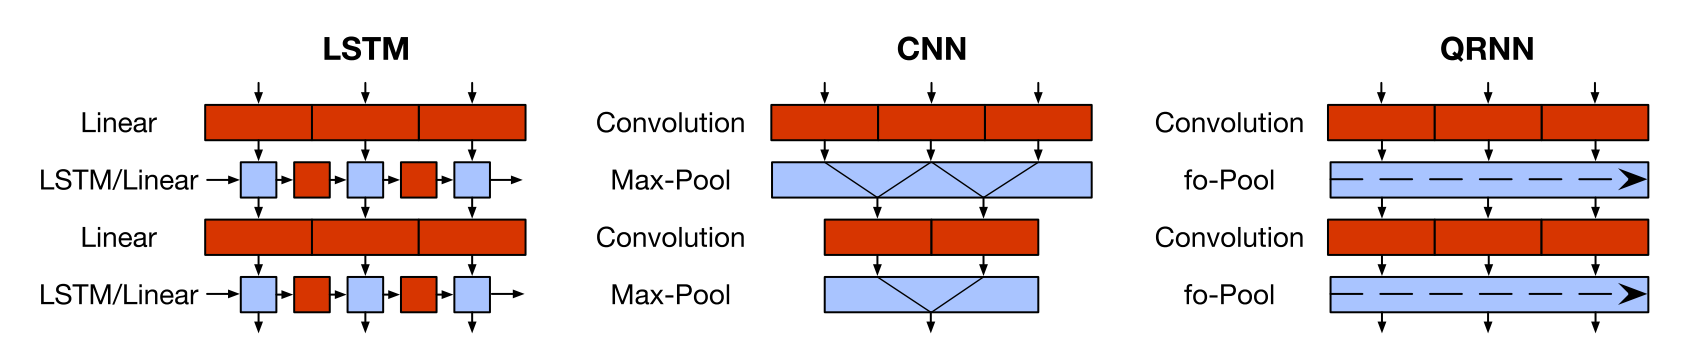 LSTM
Linear
LSTM/Linear
Linear
LSTM/Linear
CNN
Convolution
Max-Pool
Convolution
Max-Pool
QRNN
Convolution
fo-Pool
Convolution
fo-Pool